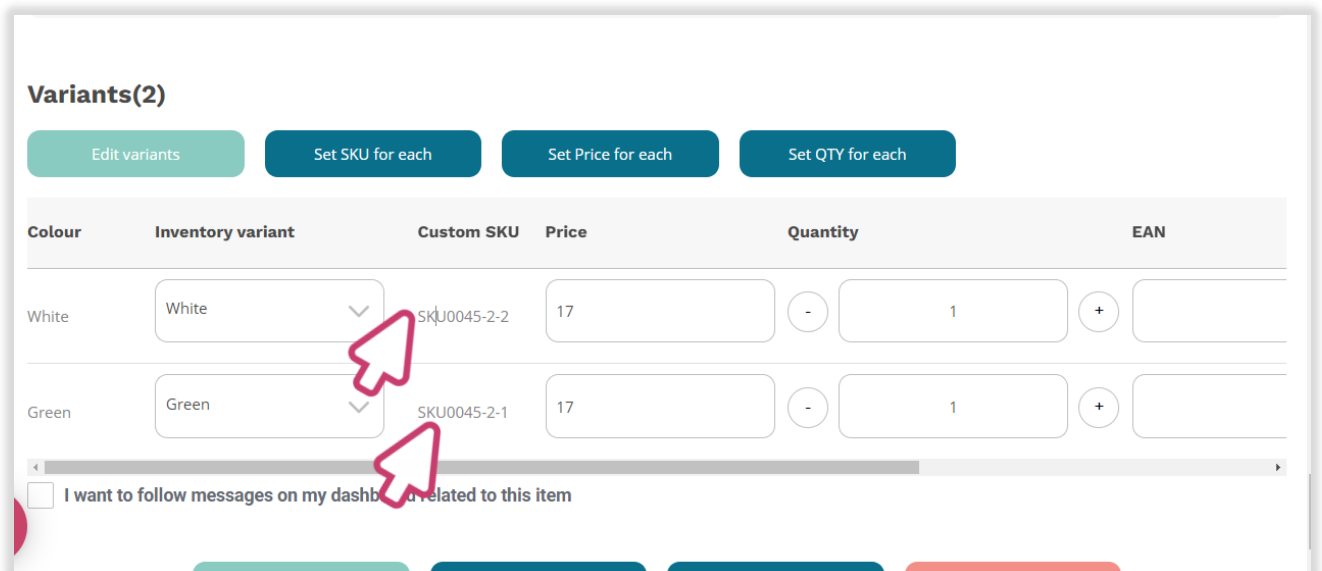 Variants(2)
Edit variants Set SKU for each Set Price for each Set QTY for each
Colour Inventory variant Custom SKU Price Quantity EAN
White White SKU0045-2-2 17 - 1 +
Green Green SKU0045-2-1 17 - 1 +
I want to follow messages on my related to this item